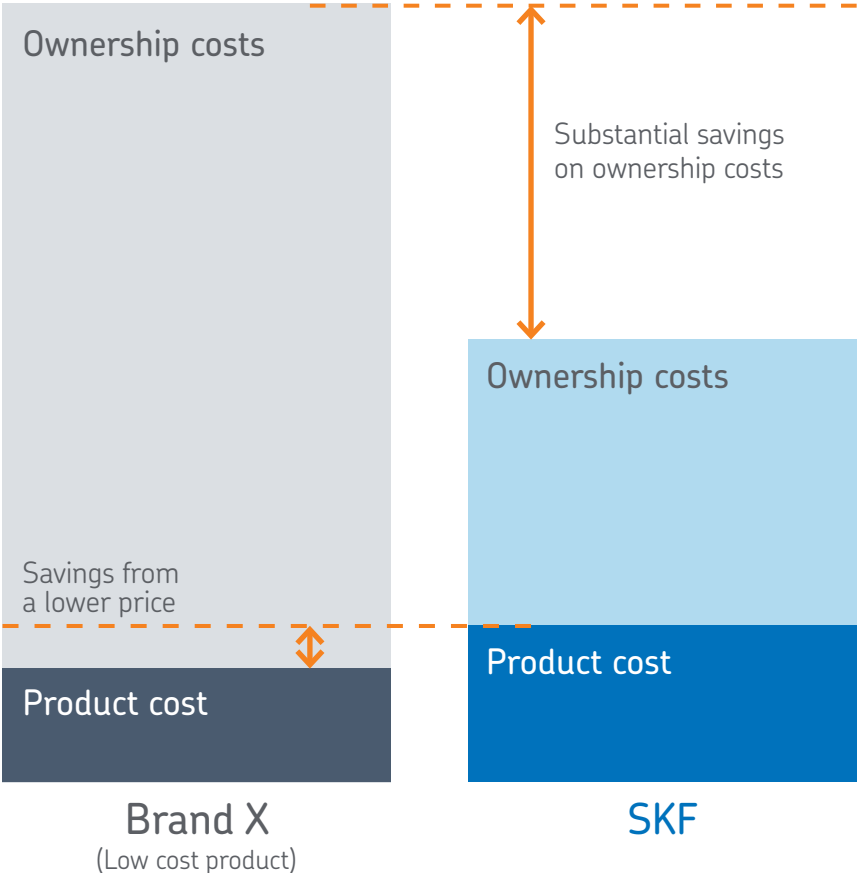 Ownership costs
Substantial savings
on ownership costs
Ownership costs
Savings from
a lower price
Product cost
Product cost
Brand X
(Low cost product)
SKF